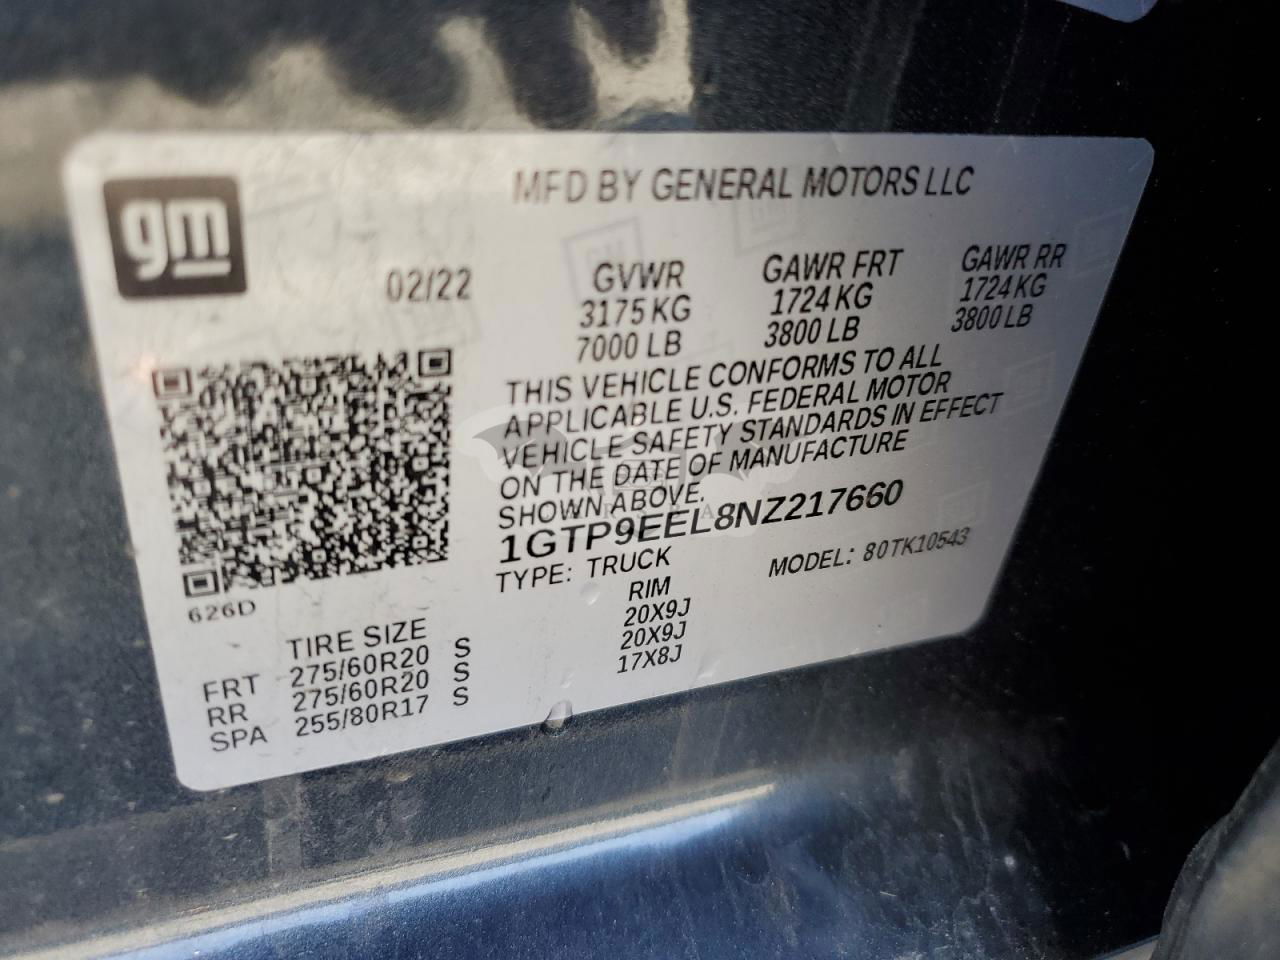 gm
MFD BY GENERAL MOTORS LLC
02/22
GVWR GAWR FRT GAWR RR
3175 KG 1724 KG 1724 KG
7000 LB 3800 LB 3800 LB
THIS VEHICLE CONFORMS TO ALL
APPLICABLE U.S. FEDERAL MOTOR
VEHICLE SAFETY STANDARDS IN EFFECT
ON THE DATE OF MANUFACTURE
SHOWN ABOVE.
1GTP9EEL8NZ217660
TYPE: TRUCK MODEL: 80TK10543
626D
TIRE SIZE RIM
FRT 275/60R20 S 20X9J
RR 275/60R20 S 20X9J
SPA 255/80R17 S 17X8J